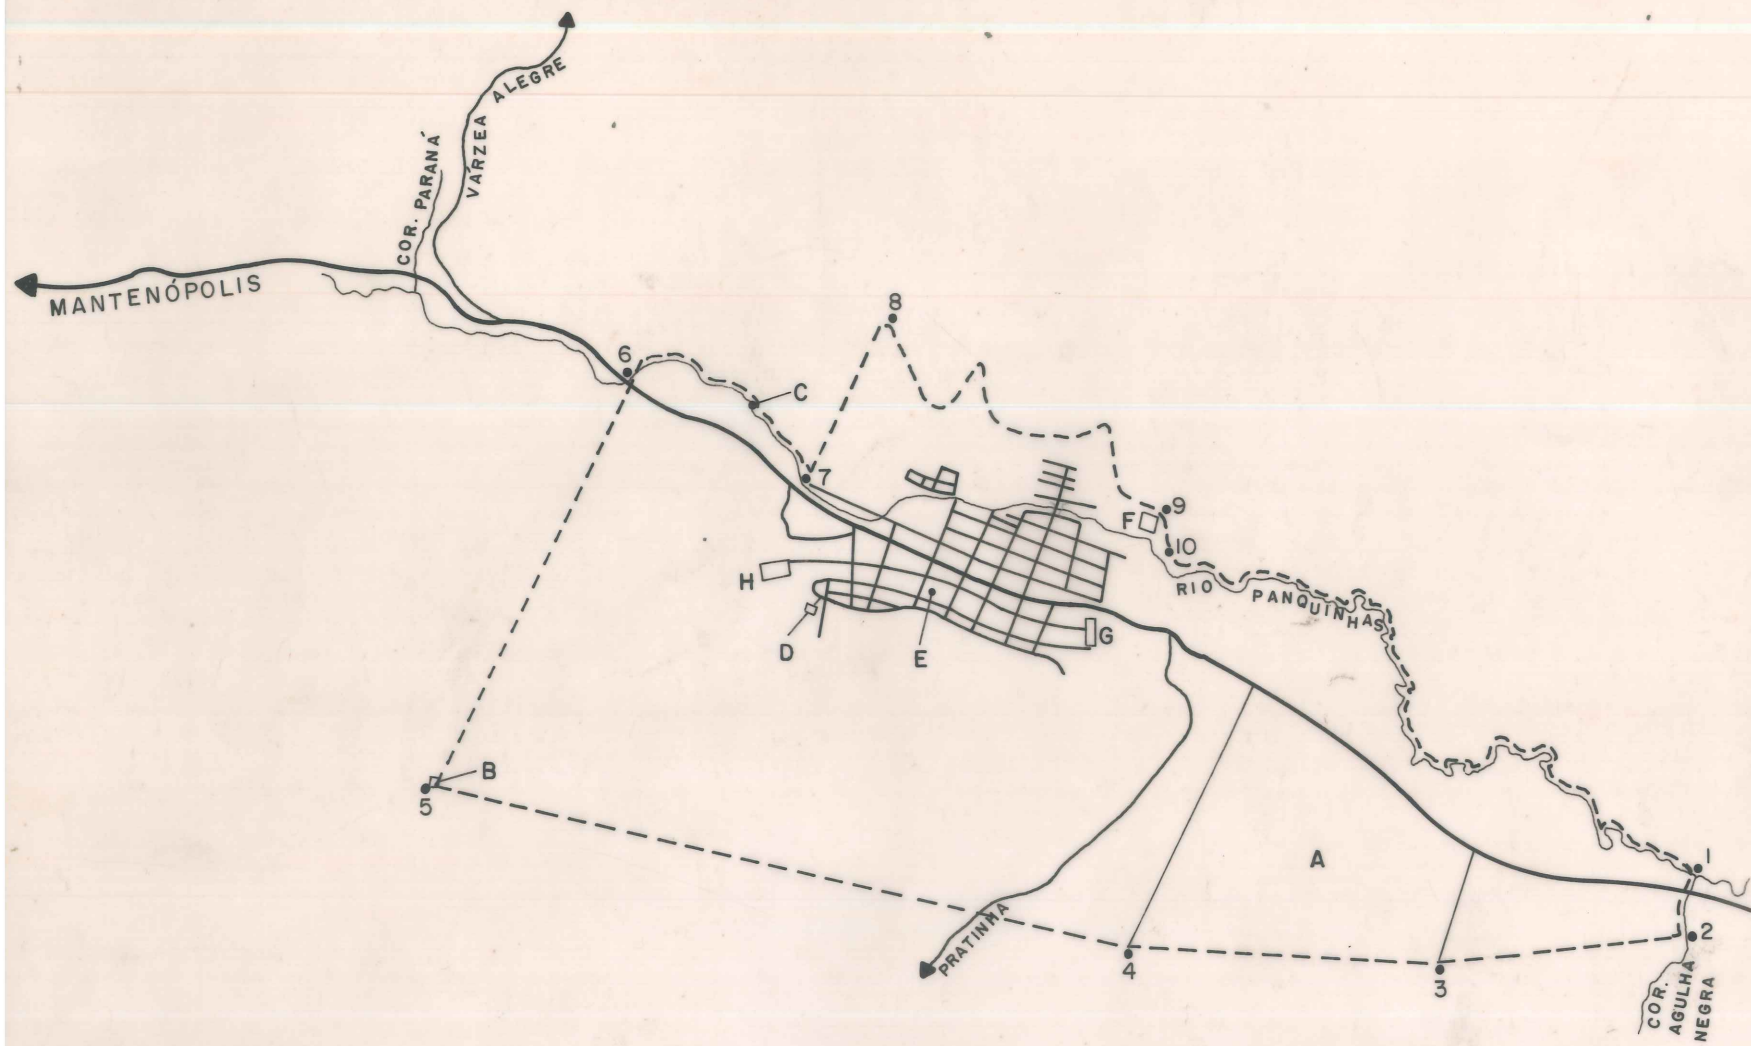 VÁRZEA ALEGRE
COR. PARANÁ
MANTENÓPOLIS
8
6
C
7
9
F
10
H
RIO PANQUINHAS
D
E
G
B
5
A
1
2
PRATINHA
4
3
COR.
AGULHA
NEGRA